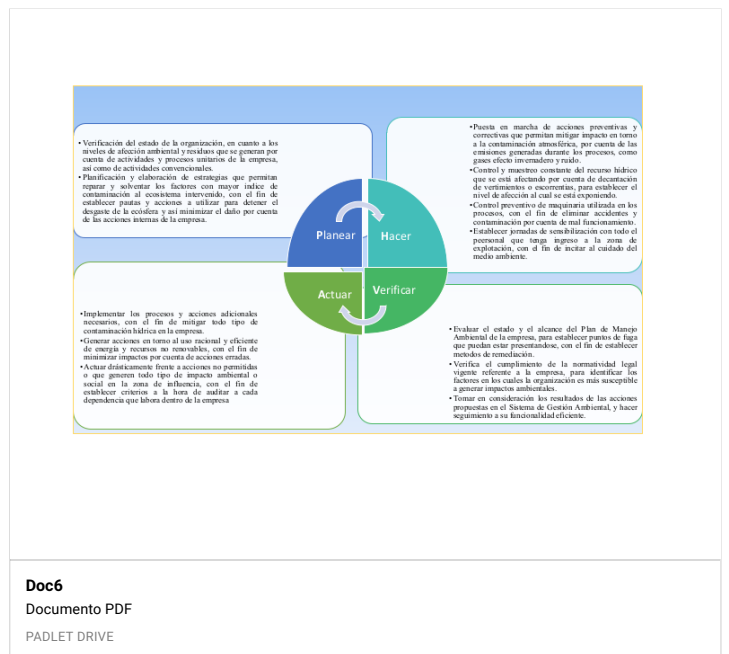 •Verificación del estado de la organización, en cuanto a los
niveles de afección ambiental y residuos que se generan por
cuenta de actividades y procesos unitarios de la empresa,
así como de actividades convencionales.
•Planificación y elaboración de estrategias que permitan
reparar y solventar los factores con mayor indice de
contaminación al ecosistema intervenido, con el fin de
establecer pautas y acciones a utilizar para detener el
desgaste de la ecósfera y así minimizar el daño por cuenta
de las acciones internas de la empresa.
•Puesta en marcha de acciones preventivas y
correctivas que permitan mitigar impacto en torno
a la contaminación atmosférica, por cuenta de las
emisiones generadas durante los procesos, como
gases efecto invernadero y ruido.
•Control y muestreo constante del recurso hídrico
que se está afectando por cuenta de decantación
de vertimientos o escorrentias, para establecer el
nivel de afección al cual se está exponiendo.
•Control preventivo de maquinaria utilizada en los
procesos, con el fin de eliminar accidentes y
contaminación por cuenta de mal funcionamiento.
•Establecer jornadas de sensibilización con todo el
peersonal que tenga ingreso a la zona de
explotación, con el fin de incitar al cuidado del
medio ambiente.
Planear
Hacer
Actuar
Verificar
•Implementar los procesos y acciones adicionales
necesarios, con el fin de mitigar todo tipo de
contaminación hídrica en la empresa.
•Generar acciones en torno al uso racional y eficiente
de energía y recursos no renovables, con el fin de
minimizar impactos por cuenta de acciones erradas.
•Actuar drásticamente frente a acciones no permitidas
o que generen todo tipo de impacto ambiental o
social en la zona de influencia, con el fin de
establecer criterios a la hora de auditar a cada
dependencia que labora dentro de la empresa
•Evaluar el estado y el alcance del Plan de Manejo
Ambiental de la empresa, para establecer puntos de fuga
que puedan estar presentandose, con el fin de establecer
metodos de remediación.
•Verifica el cumplimiento de la normatividad legal
vigente referente a la empresa, para identificar los
factores en los cuales la organización es más susceptible
a generar impactos ambientales.
•Tomar en consideración los resultados de las acciones
propuestas en el Sistema de Gestión Ambiental, y hacer
seguimiento a su funcionalidad eficiente.
Doc6
Documento PDF
PADLET DRIVE